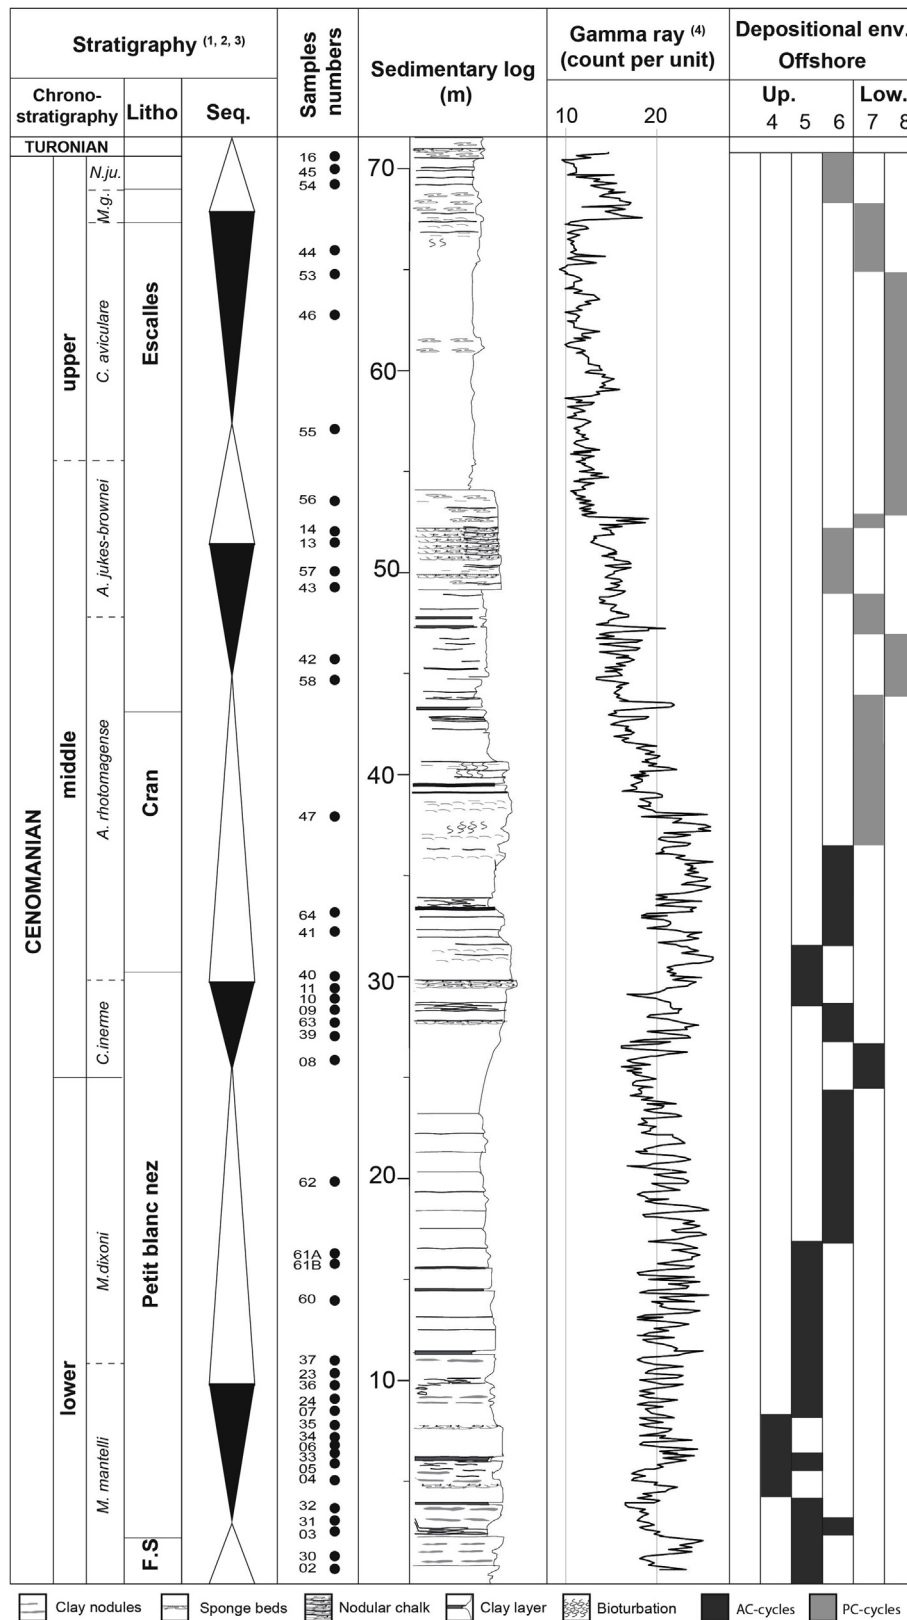 Stratigraphy (1, 2, 3)
Samples numbers
Sedimentary log
(m)
Gamma ray (4)
(count per unit)
Depositional env.
Offshore
Chrono-
stratigraphy
Litho
Seq.
10
20
Up.
Low.
4
5
6
7
8
TURONIAN
CENOMANIAN
upper
middle
lower
N.ju.
M.g.
C. aviculare
A. jukes-brownei
A. rhotomagense
C.inerme
M.dixoni
M. mantelli
Escalles
Cran
Petit blanc nez
F.S
16
45
54
44
53
46
55
56
14
13
57
43
42
58
47
64
41
40
11
10
09
63
39
08
62
61A
61B
60
37
23
36
24
07
35
34
06
33
05
04
32
31
03
30
02
70
60
50
40
30
20
10
Clay nodules
Sponge beds
Nodular chalk
Clay layer
Bioturbation
AC-cycles
PC-cycles